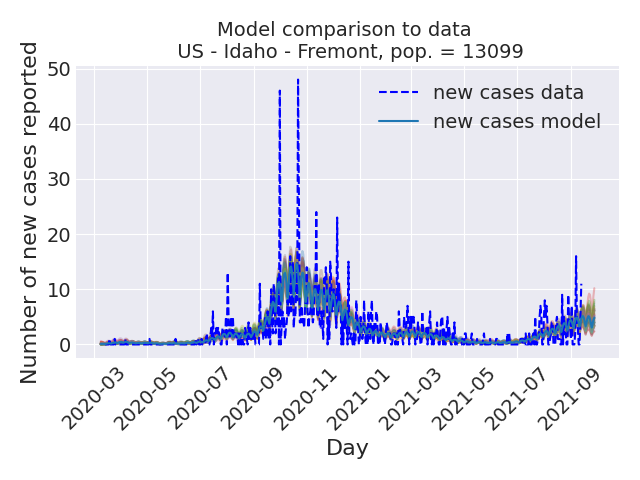 Model comparison to data
US - Idaho - Fremont, pop. = 13099
Number of new cases reported
50
40
30
20
10
0
new cases data
new cases model
2020-03
2020-05
2020-07
2020-09
2020-11
2021-01
2021-03
2021-05
2021-07
2021-09
Day